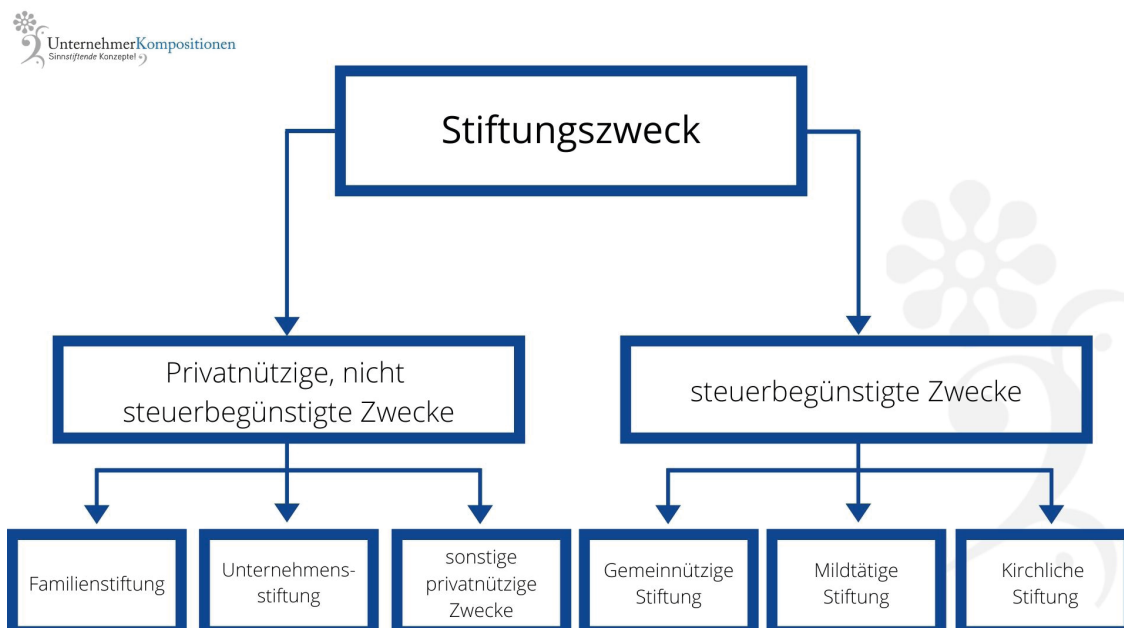 UnternehmerKompositionen
Sinnstiftende Konzepte!
Stiftungszweck
Privatnützige, nicht
steuerbegünstigte Zwecke
steuerbegünstigte Zwecke
Familienstiftung
Unternehmens-
stiftung
sonstige
privatnützige
Zwecke
Gemeinnützige
Stiftung
Mildtätige
Stiftung
Kirchliche
Stiftung